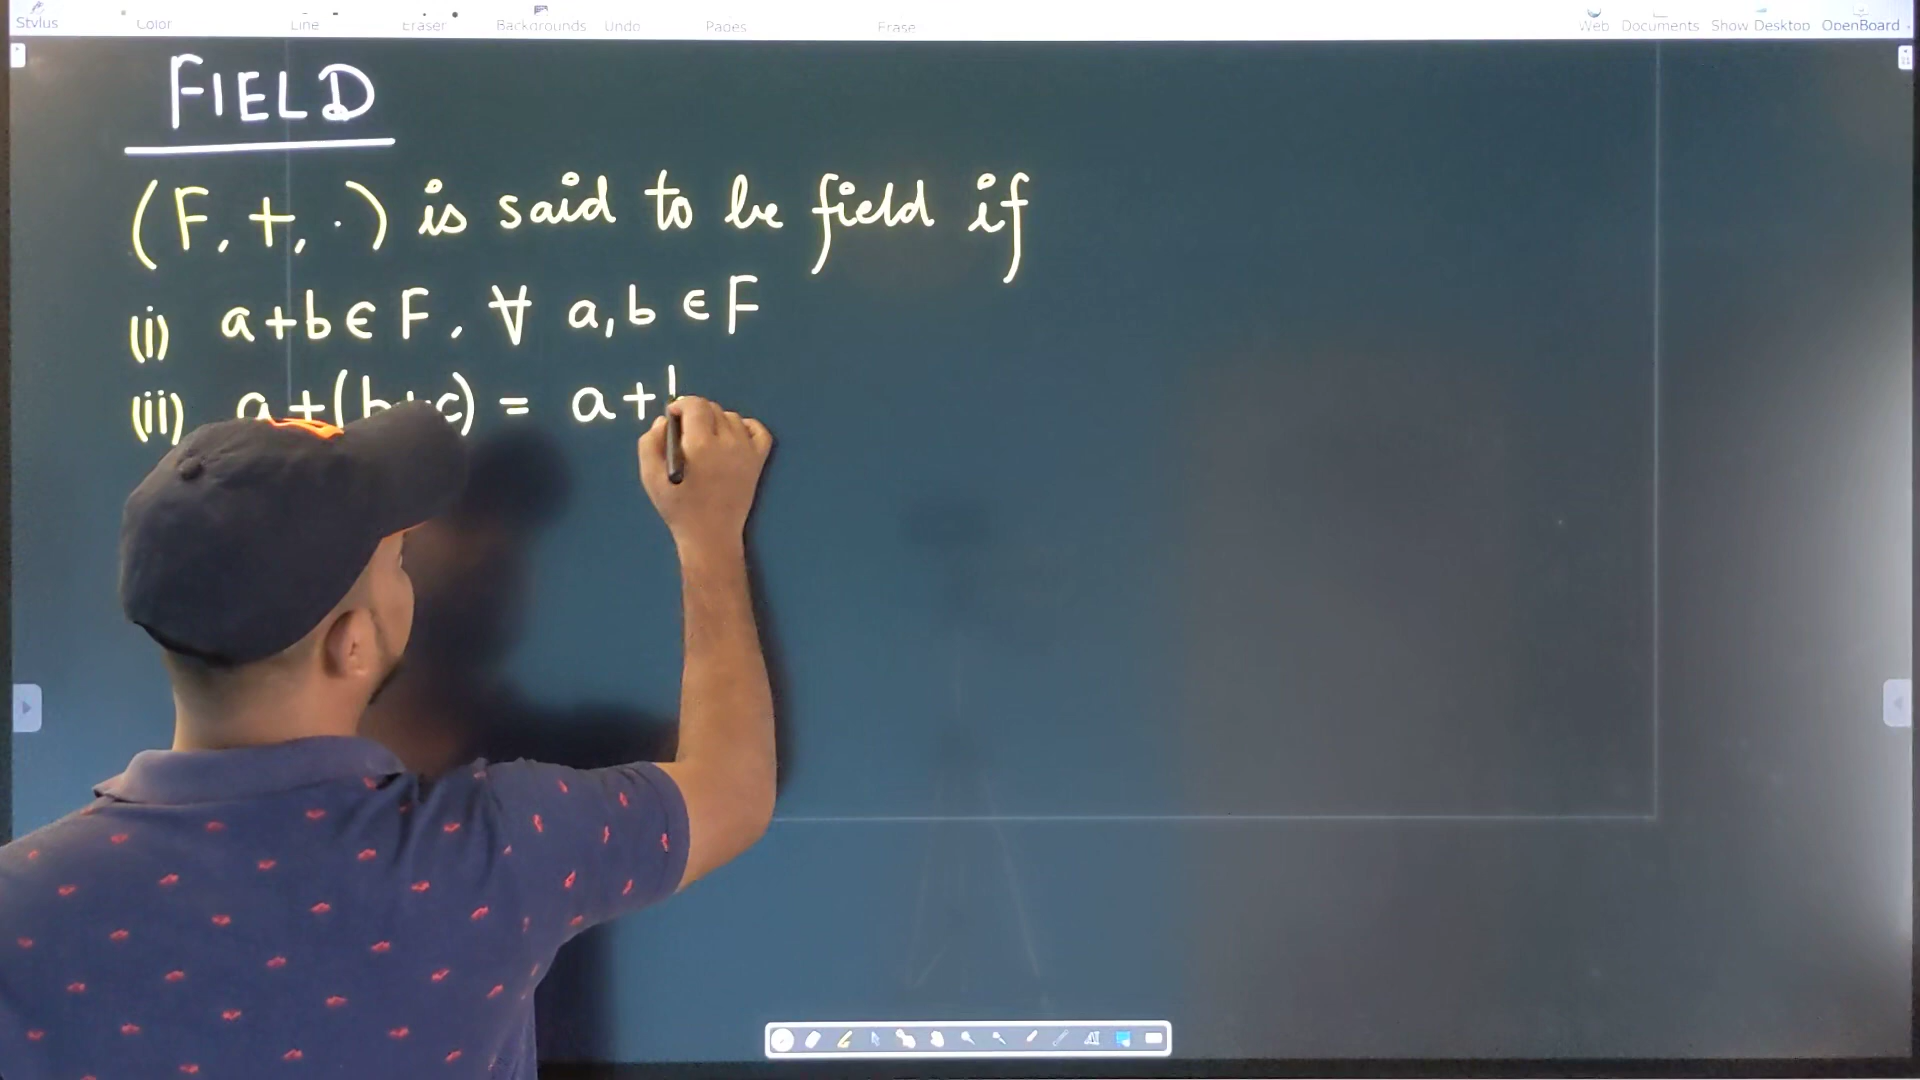 Stylus Color Line Eraser Backgrounds Undo Pages Erase Web Documents Show Desktop OpenBoard
FIELD
(F, +, ·) is said to be field if
(i) a+b ∈ F, ∀ a, b ∈ F
(ii) a+(b+c) = a+